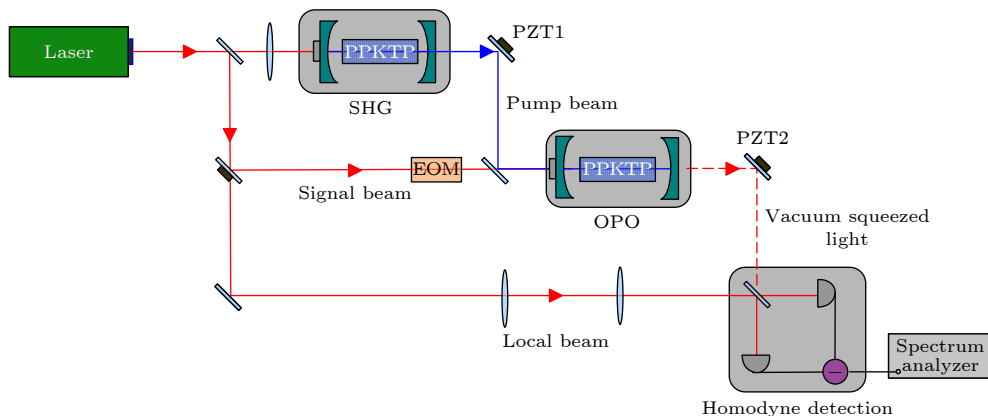 Laser
PPKTP
SHG
PZT1
Pump beam
EOM
Signal beam
PPKTP
OPO
PZT2
Vacuum squeezed
light
Local beam
Spectrum
analyzer
Homodyne detection